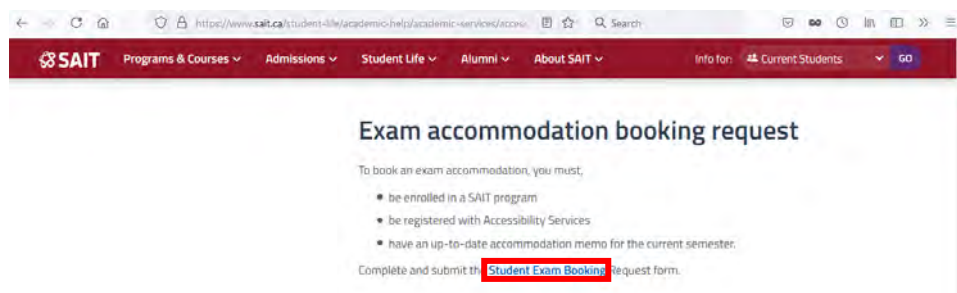 https://www.sait.ca/student-life/academic-help/academic-services/acces Search
SAIT Programs & Courses Admissions Student Life Alumni About SAIT Info for: Current Students GO
Exam accommodation booking request
To book an exam accommodation, you must,
be enrolled in a SAIT program
be registered with Accessibility Services
have an up-to-date accommodation memo for the current semester.
Complete and submit the Student Exam Booking Request form.